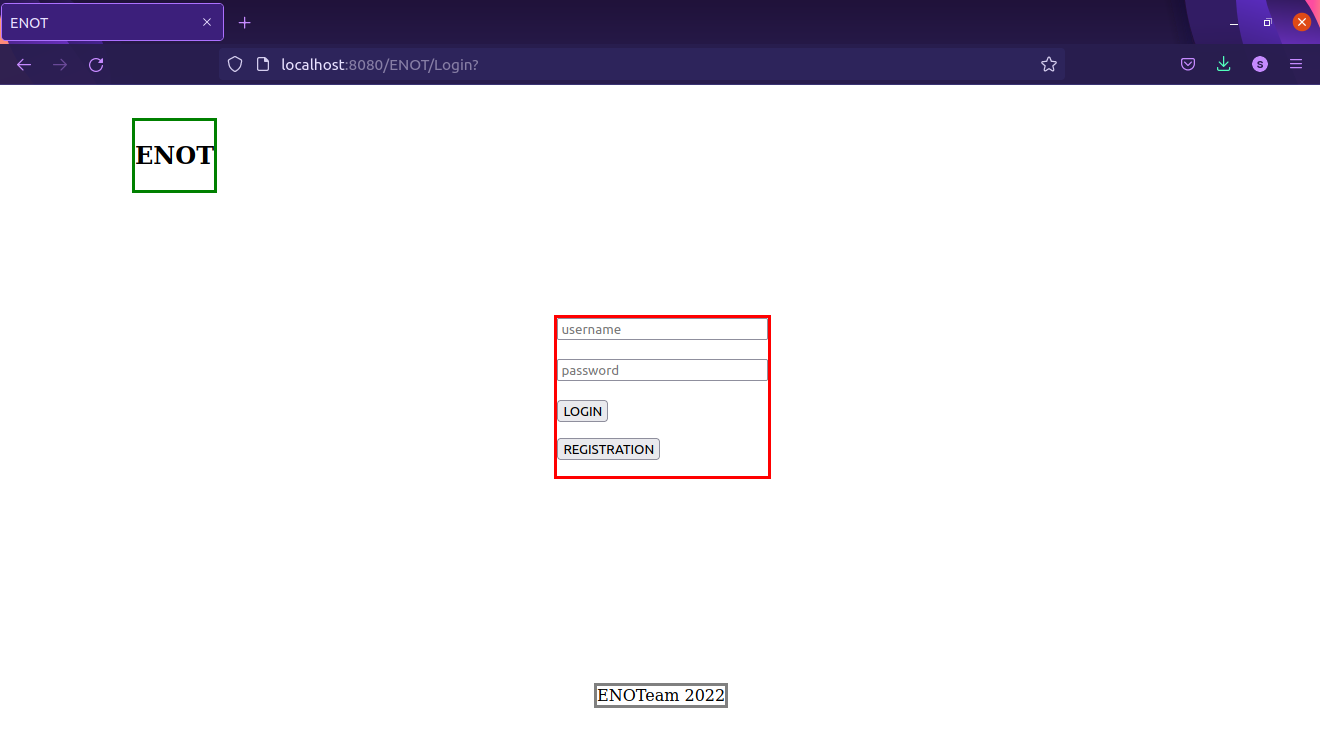 ENOT
localhost:8080/ENOT/Login?
S
ENOT
username
password
LOGIN
REGISTRATION
ENOTeam 2022